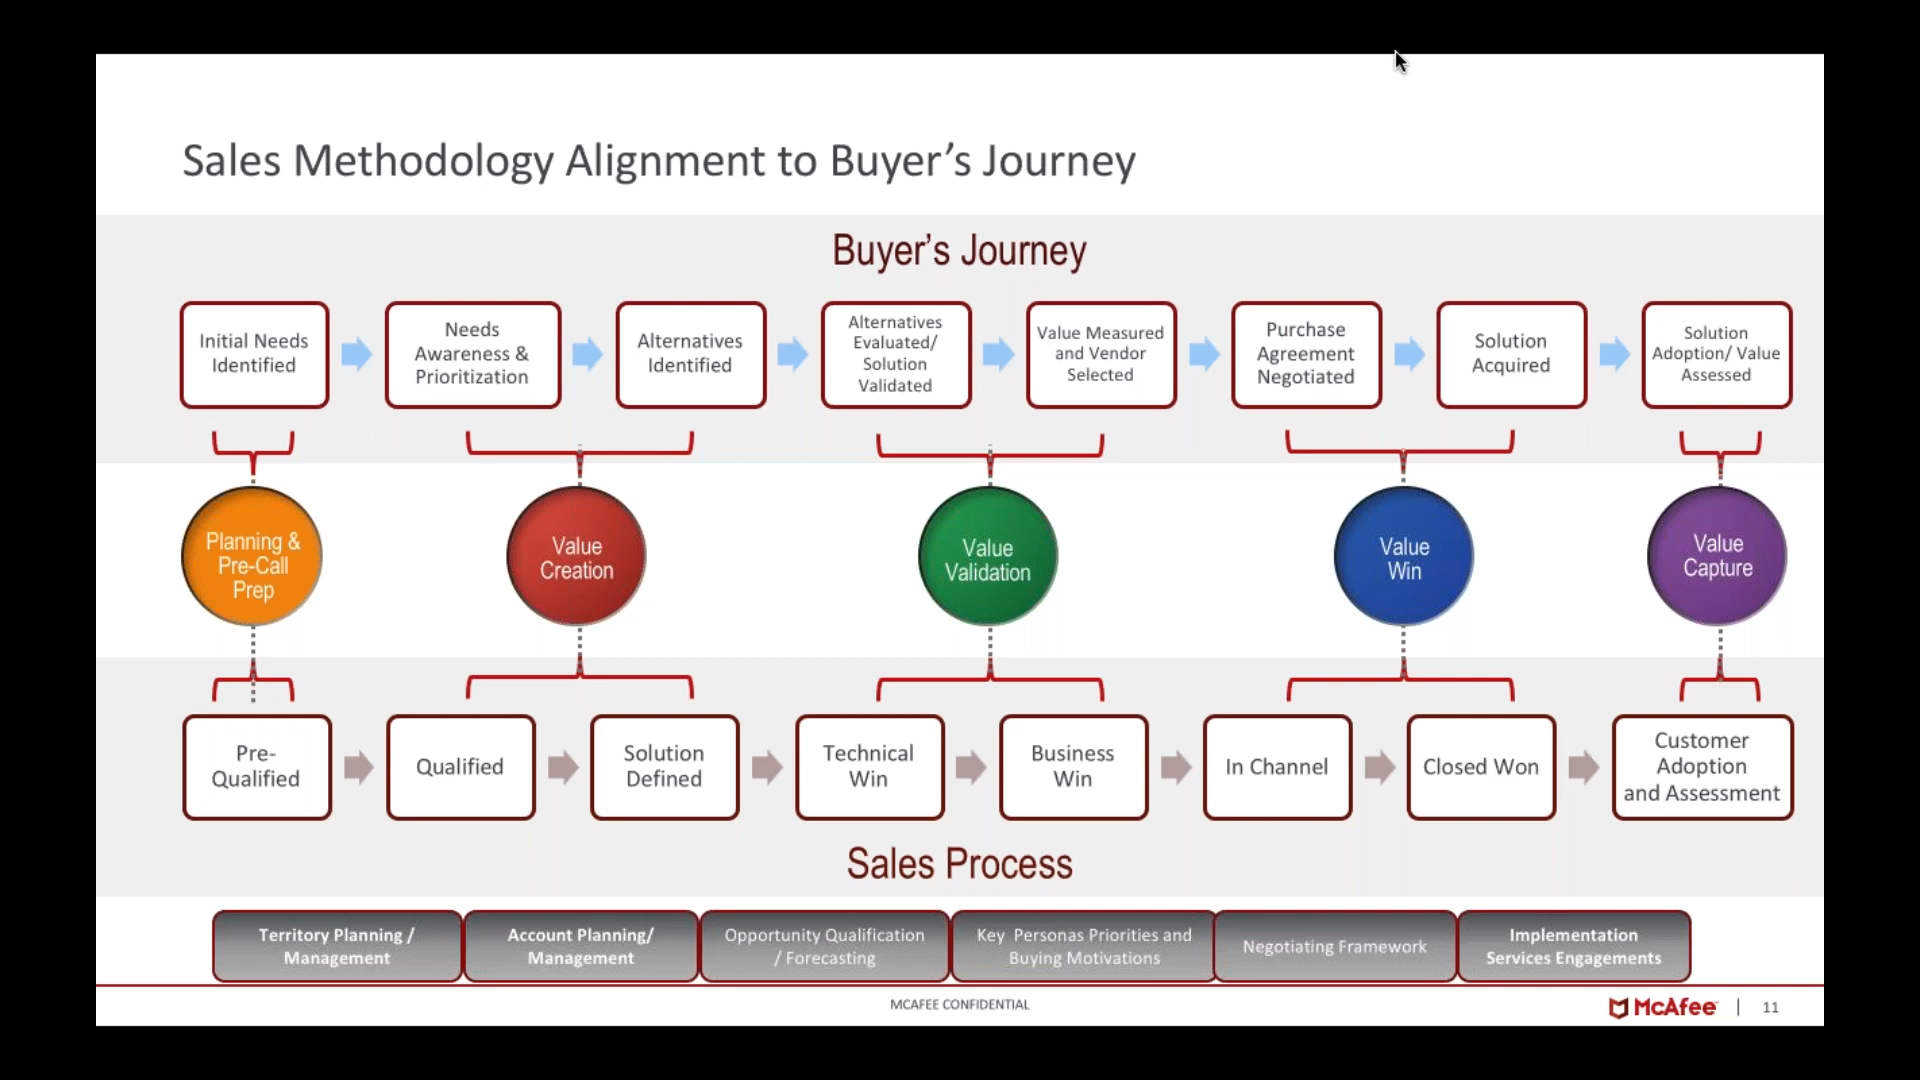 Sales Methodology Alignment to Buyer's Journey
Buyer's Journey
Initial Needs
Identified
Needs
Awareness &
Prioritization
Alternatives
Identified
Alternatives
Evaluated/
Solution
Validated
Value Measured
and Vendor
Selected
Purchase
Agreement
Negotiated
Solution
Acquired
Solution
Adoption/ Value
Assessed
Planning &
Pre-Call
Prep
Value
Creation
Value
Validation
Value
Win
Value
Capture
Pre-
Qualified
Qualified
Solution
Defined
Technical
Win
Business
Win
In Channel
Closed Won
Customer
Adoption
and Assessment
Sales Process
Territory Planning /
Management
Account Planning/
Management
Opportunity Qualification
/ Forecasting
Key Personas Priorities and
Buying Motivations
Negotiating Framework
Implementation
Services Engagements
MCAFEE CONFIDENTIAL
McAfee | 11